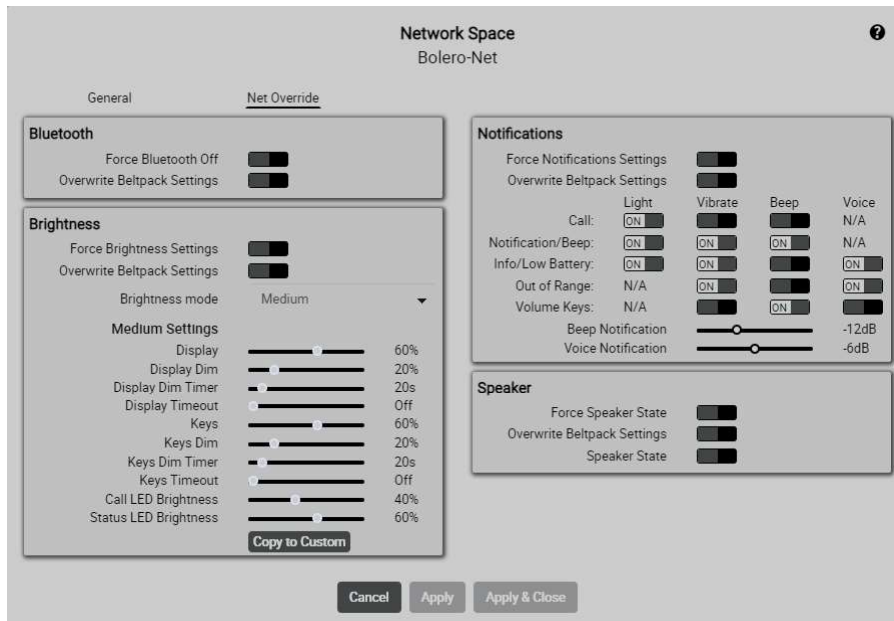 Network Space
?
Bolero-Net
General
Net Override
Bluetooth
Force Bluetooth Off
Overwrite Beltpack Settings
Brightness
Force Brightness Settings
Overwrite Beltpack Settings
Brightness mode Medium
Medium Settings
Display 60%
Display Dim 20%
Display Dim Timer 20s
Display Timeout Off
Keys 60%
Keys Dim 20%
Keys Dim Timer 20s
Keys Timeout Off
Call LED Brightness 40%
Status LED Brightness 60%
Copy to Custom
Notifications
Force Notifications Settings
Overwrite Beltpack Settings
Light Vibrate Beep Voice
Call: ON N/A
Notification/Beep: ON ON ON N/A
Info/Low Battery: ON ON ON
Out of Range: N/A ON ON
Volume Keys: N/A ON
Beep Notification -12dB
Voice Notification -6dB
Speaker
Force Speaker State
Overwrite Beltpack Settings
Speaker State
Cancel Apply Apply & Close